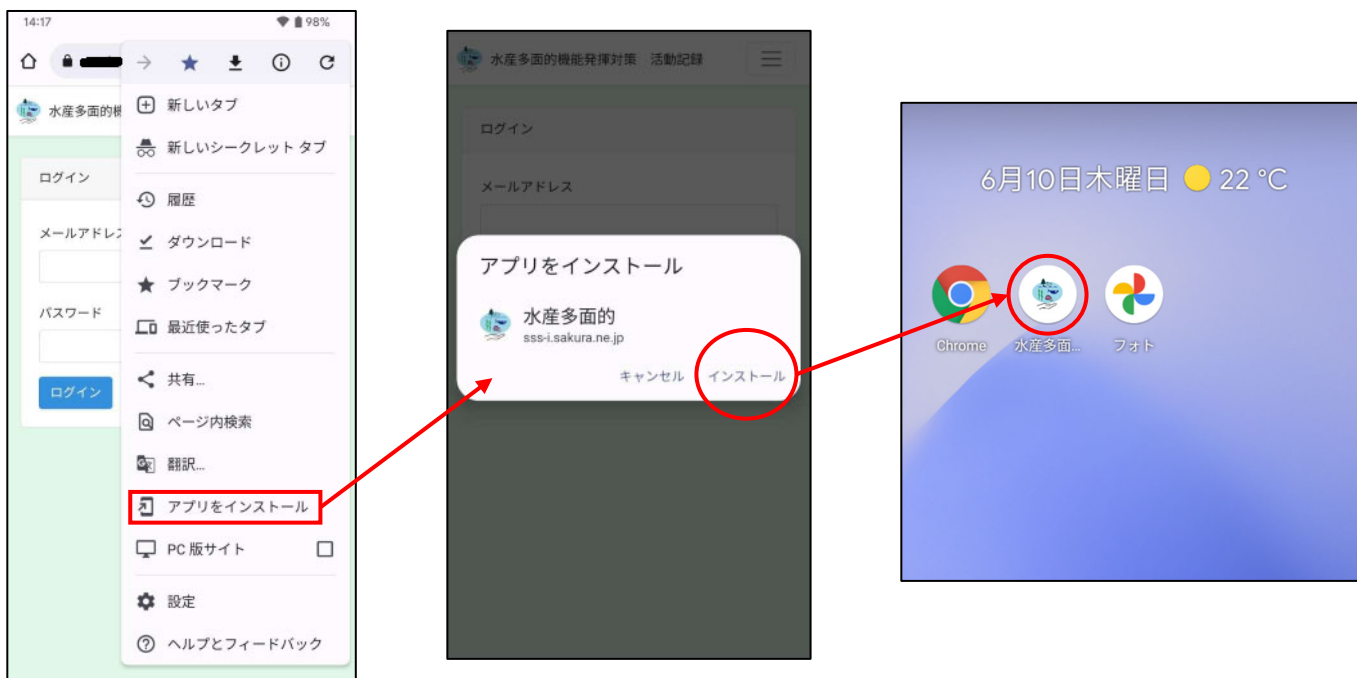 14:17
98%
水産多面的機
新しいタブ
新しいシークレット タブ
履歴
ダウンロード
ブックマーク
最近使ったタブ
共有...
ページ内検索
翻訳...
アプリをインストール
PC 版サイト
設定
ヘルプとフィードバック
ログイン
メールアドレス
パスワード
ログイン
水産多面的機能発揮対策 活動記録
ログイン
メールアドレス
アプリをインストール
水産多面的
sss-i.sakura.ne.jp
キャンセル インストール
6月10日木曜日 22 °C
Chrome 水産多面... フォト